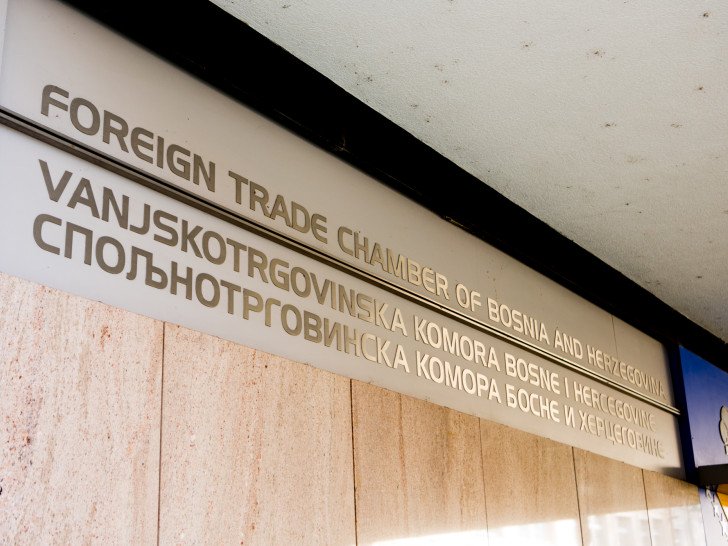 FOREIGN TRADE CHAMBER OF BOSNIA AND HERZEGOVINA
VANJSKOTRGOVINSKA KOMORA BOSNE I HERCEGOVINE
СПОЉНОТРГОВИНСКА КОМОРА БОСНЕ И ХЕРЦЕГОВИНЕ